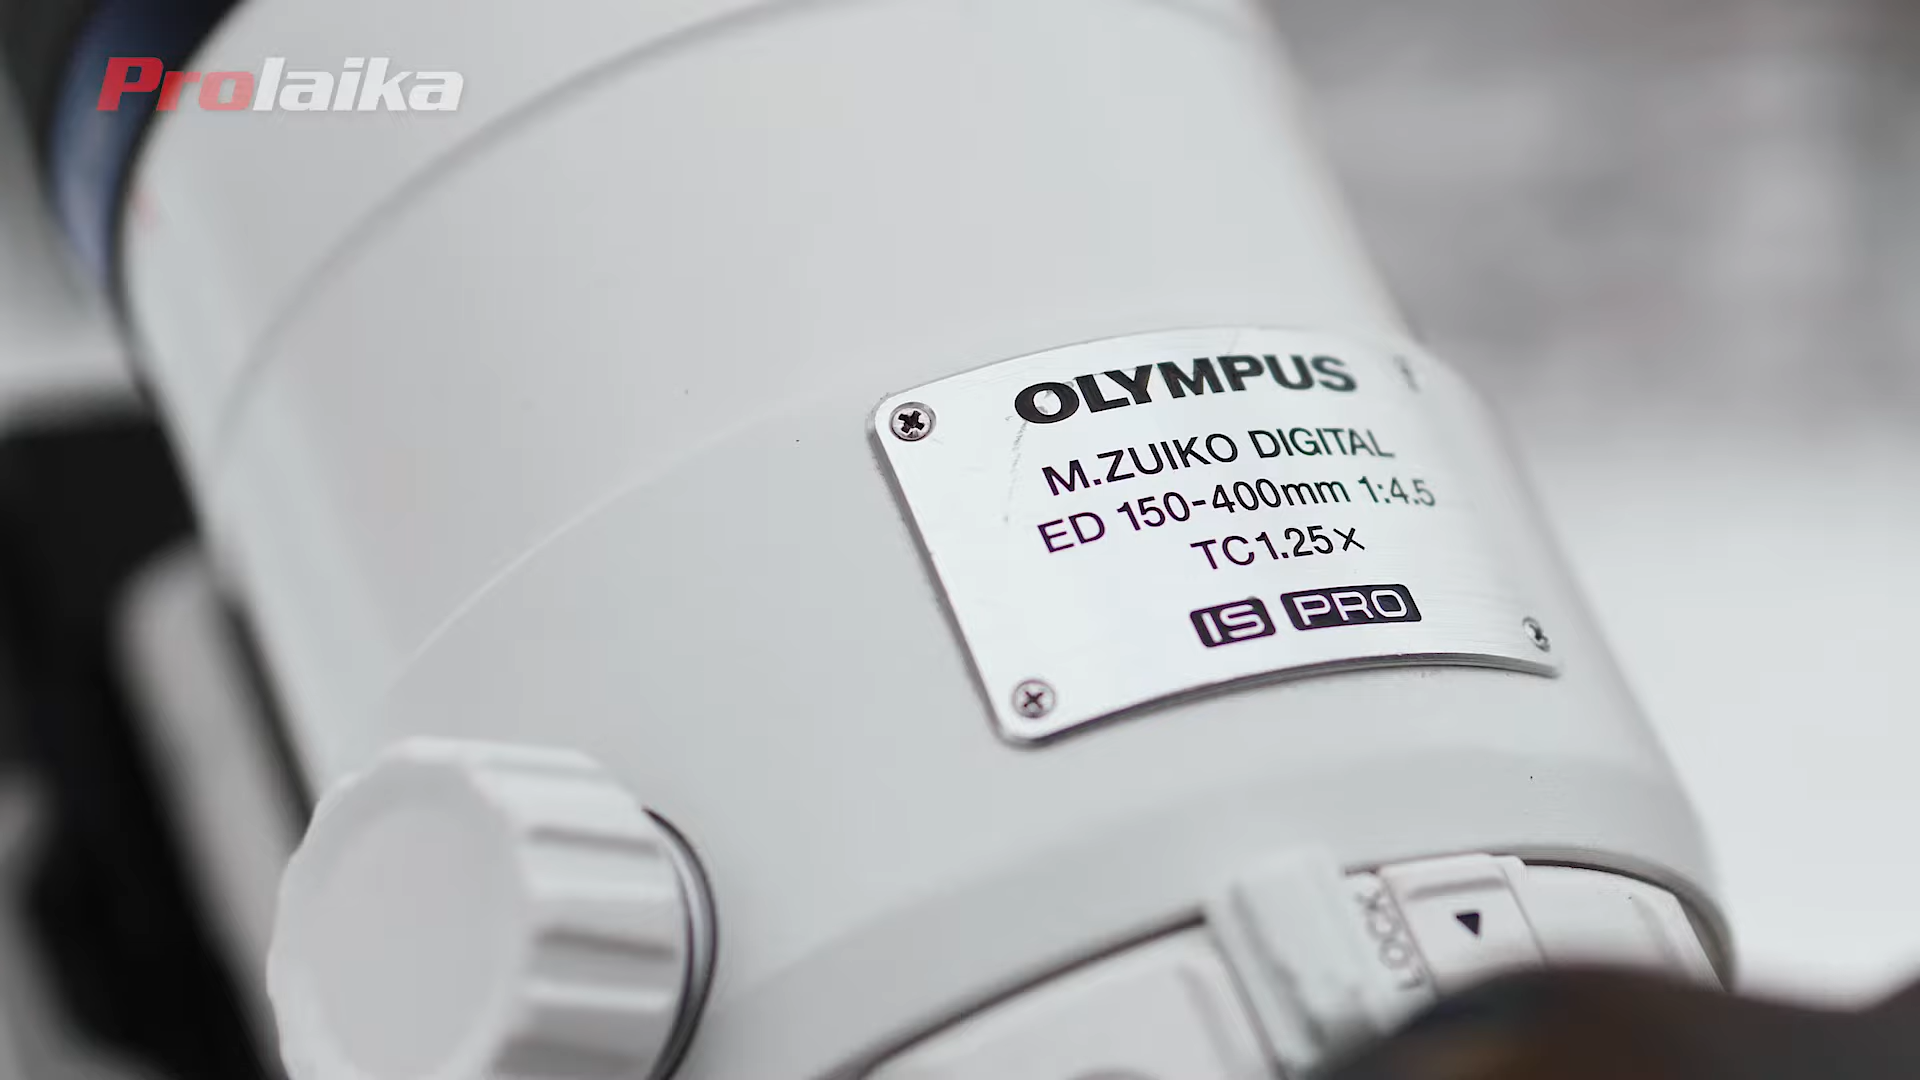 Prolaika
OLYMPUS
M.ZUIKO DIGITAL
ED 150-400mm 1:4.5
TC1.25×
IS PRO
LOCK